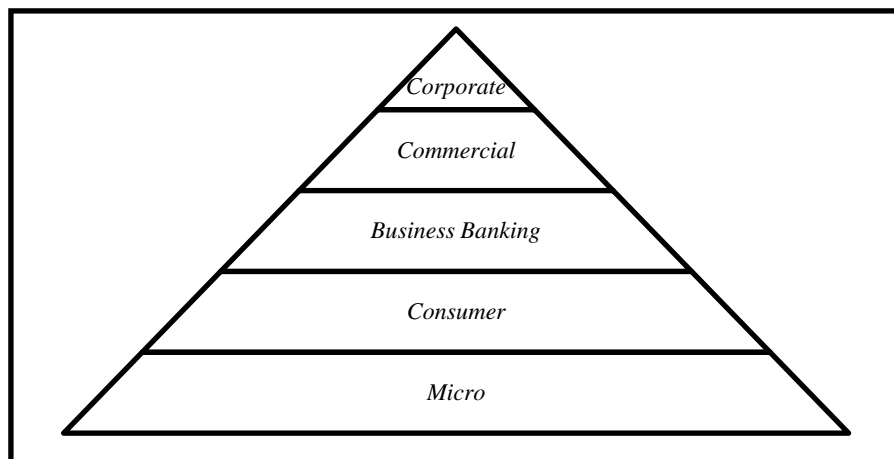 Corporate
Commercial
Business Banking
Consumer
Micro